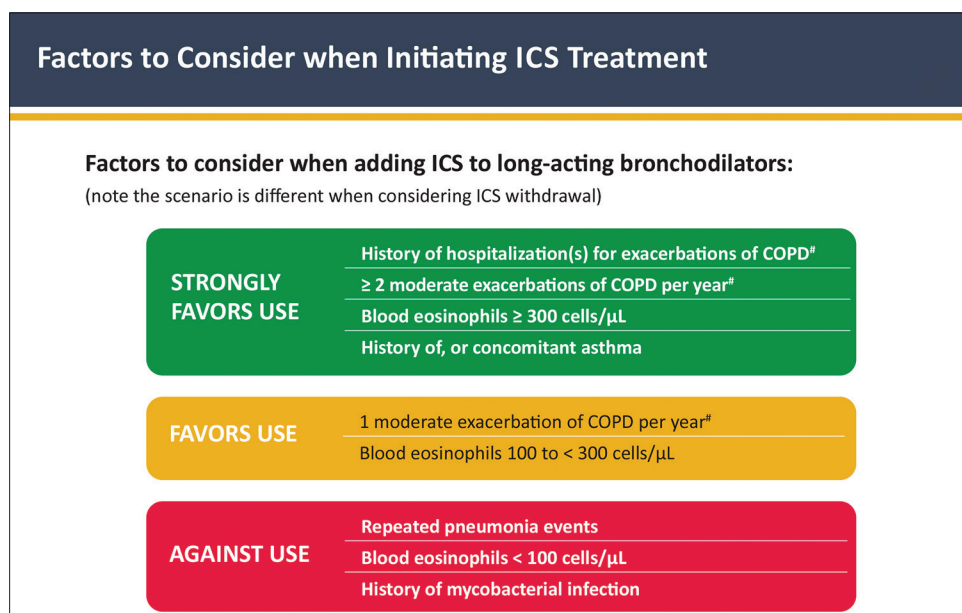 Factors to Consider when Initiating ICS Treatment
Factors to consider when adding ICS to long-acting bronchodilators:
(note the scenario is different when considering ICS withdrawal)
STRONGLY
FAVORS USE
History of hospitalization(s) for exacerbations of COPD#
≥ 2 moderate exacerbations of COPD per year#
Blood eosinophils ≥ 300 cells/µL
History of, or concomitant asthma
FAVORS USE
1 moderate exacerbation of COPD per year#
Blood eosinophils 100 to < 300 cells/µL
AGAINST USE
Repeated pneumonia events
Blood eosinophils < 100 cells/µL
History of mycobacterial infection